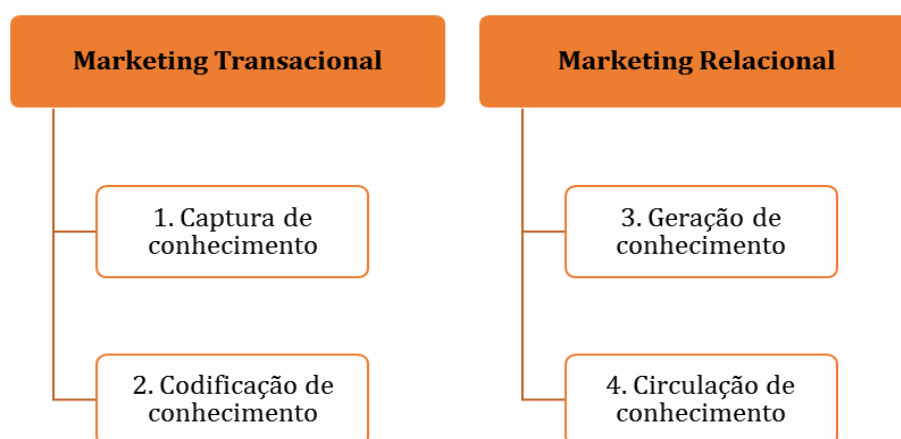 Marketing Transacional
1. Captura de
conhecimento
2. Codificação de
conhecimento
Marketing Relacional
3. Geração de
conhecimento
4. Circulação de
conhecimento